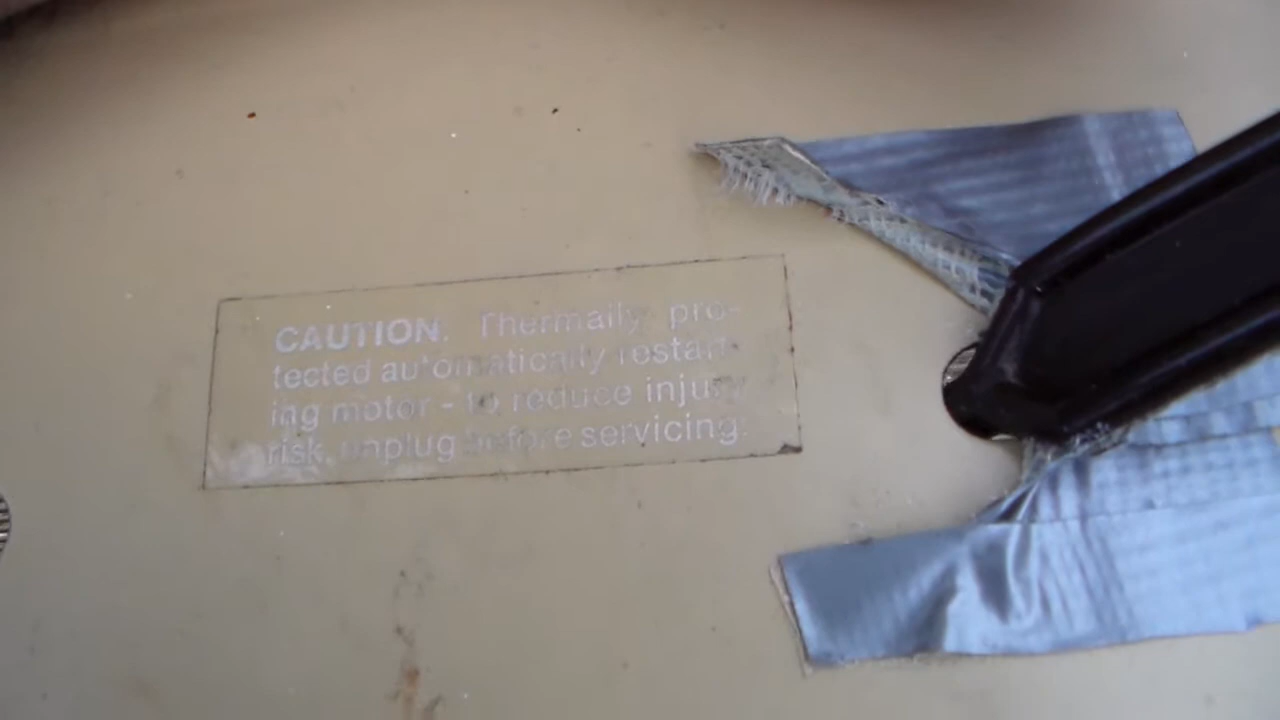 CAUTION. Thermally pro-
tected automatically restart-
ing motor - to reduce injury
risk, unplug before servicing.